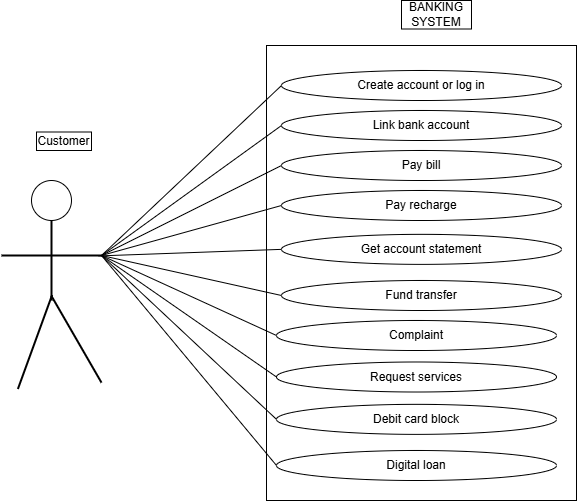 BANKING
SYSTEM
Create account or log in
Link bank account
Customer
Pay bill
Pay recharge
Get account statement
Fund transfer
Complaint
Request services
Debit card block
Digital loan